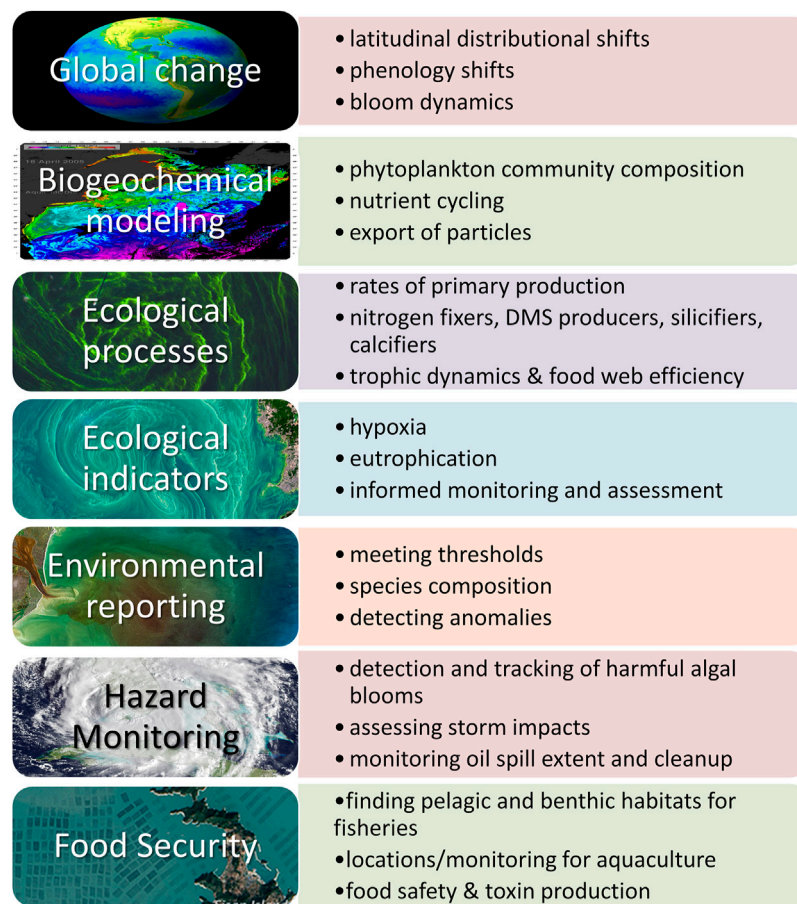 Global change
• latitudinal distributional shifts
• phenology shifts
• bloom dynamics
18 April 2005
Biogeochemical
modeling
• phytoplankton community composition
• nutrient cycling
• export of particles
Ecological
processes
• rates of primary production
• nitrogen fixers, DMS producers, silicifiers,
calcifiers
• trophic dynamics & food web efficiency
Ecological
indicators
• hypoxia
• eutrophication
• informed monitoring and assessment
Environmental
reporting
• meeting thresholds
• species composition
• detecting anomalies
Hazard
Monitoring
• detection and tracking of harmful algal
blooms
• assessing storm impacts
• monitoring oil spill extent and cleanup
Food Security
•finding pelagic and benthic habitats for
fisheries
•locations/monitoring for aquaculture
•food safety & toxin production